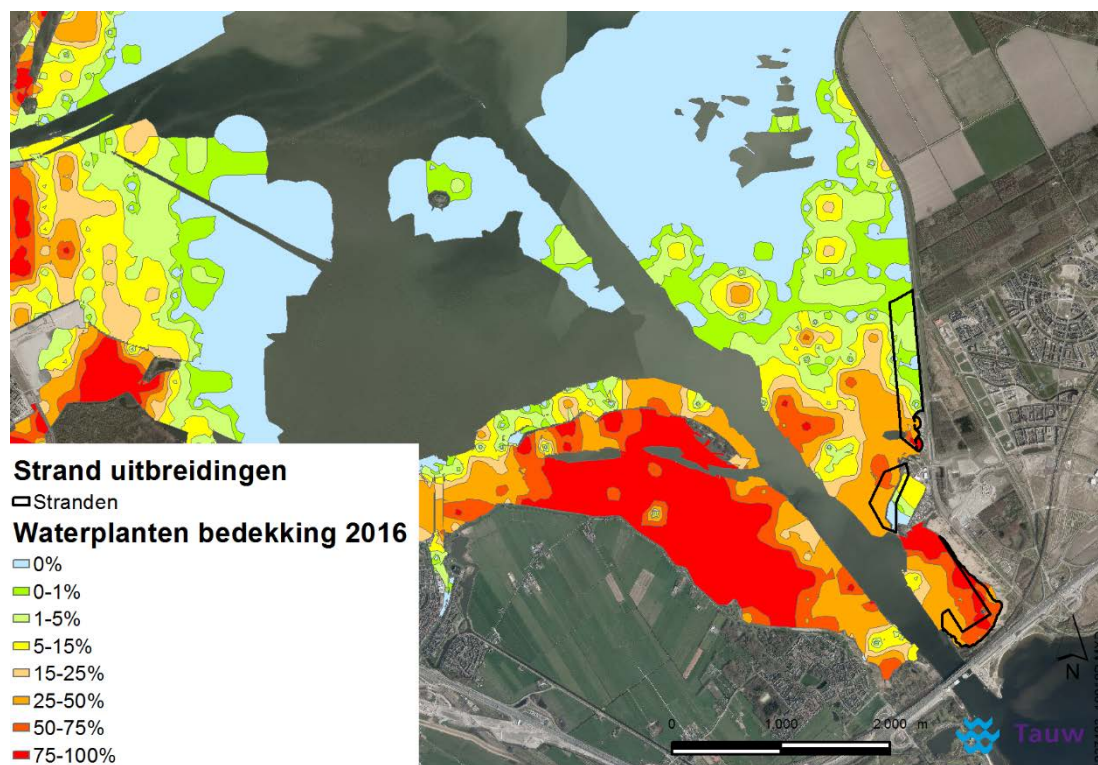 Strand uitbreidingen
Stranden
Waterplanten bedekking 2016
0%
0-1%
1-5%
5-15%
15-25%
25-50%
50-75%
75-100%
0 1.000 2.000 m
N
Tauw